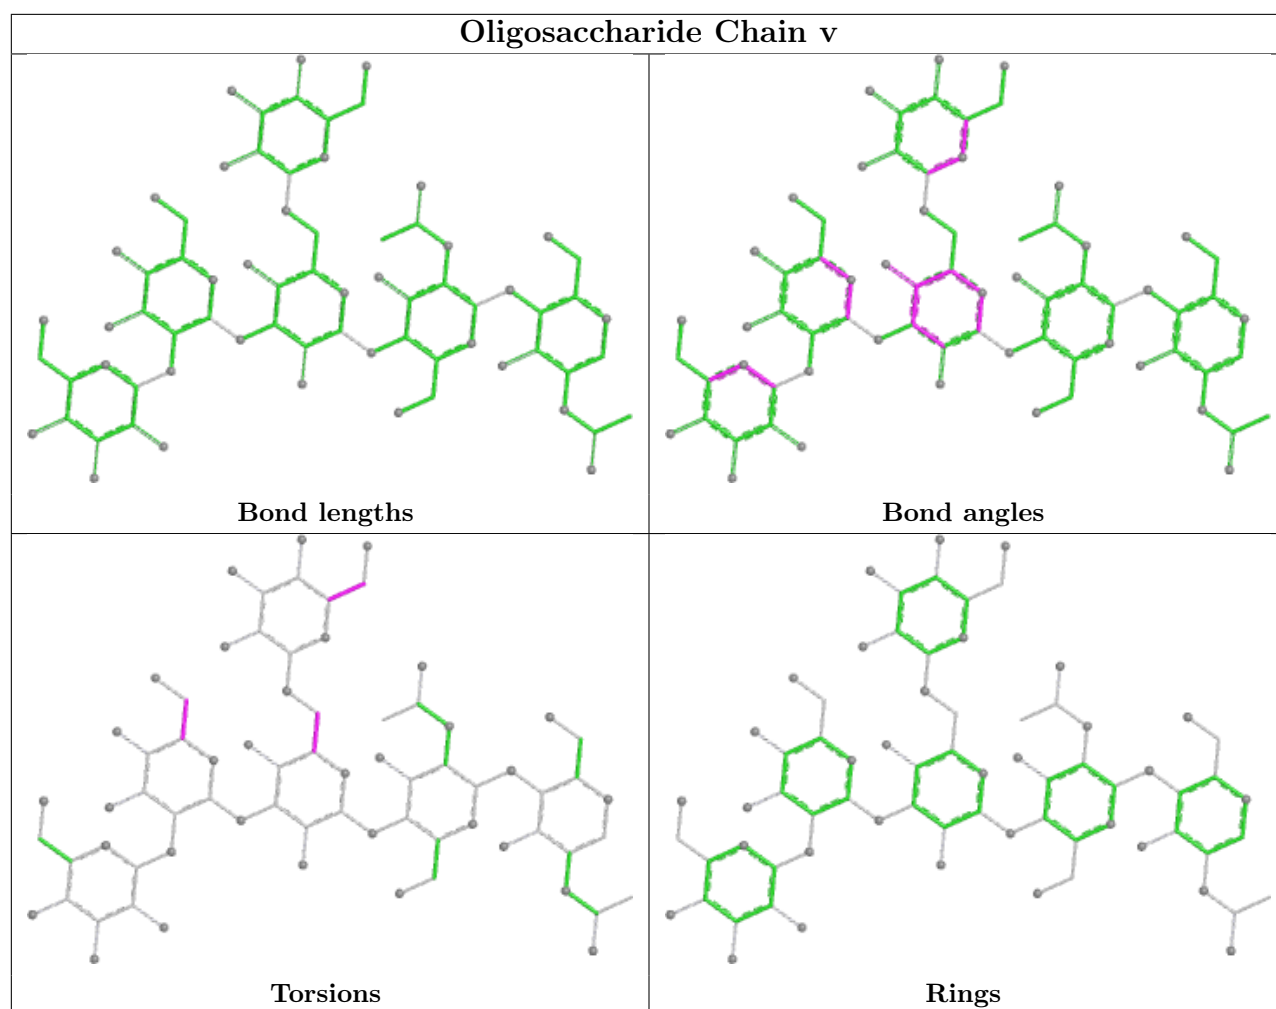 Oligosaccharide Chain v
Bond lengths
Bond angles
Torsions
Rings